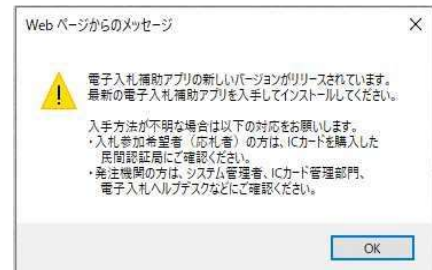 Web ページからのメッセージ
電子入札補助アプリの新しいバージョンがリリースされています。
最新の電子入札補助アプリを入手してインストールしてください。
入手方法が不明な場合は以下の対応をお願いします。
・入札参加希望者（応札者）の方は、ICカードを購入した
民間認証局にご確認ください。
・発注機関の方は、システム管理者、ICカード管理部門、
電子入札ヘルプデスクなどにご確認ください。
OK